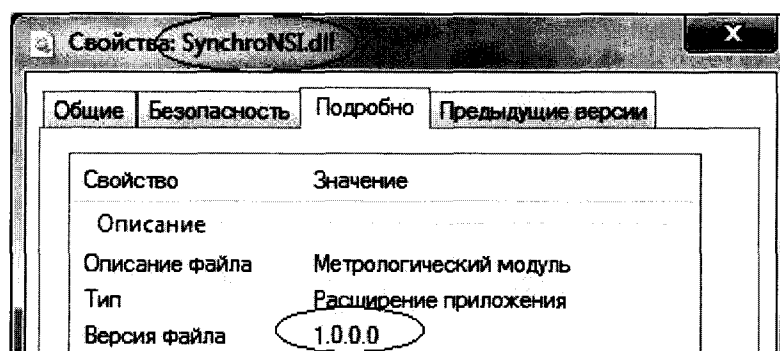 Свойства: SynchroNSI.dll
X
Общие Безопасность Подробно Предыдущие версии
Свойство Значение
Описание
Описание файла Метрологический модуль
Тип Расширение приложения
Версия файла 1.0.0.0